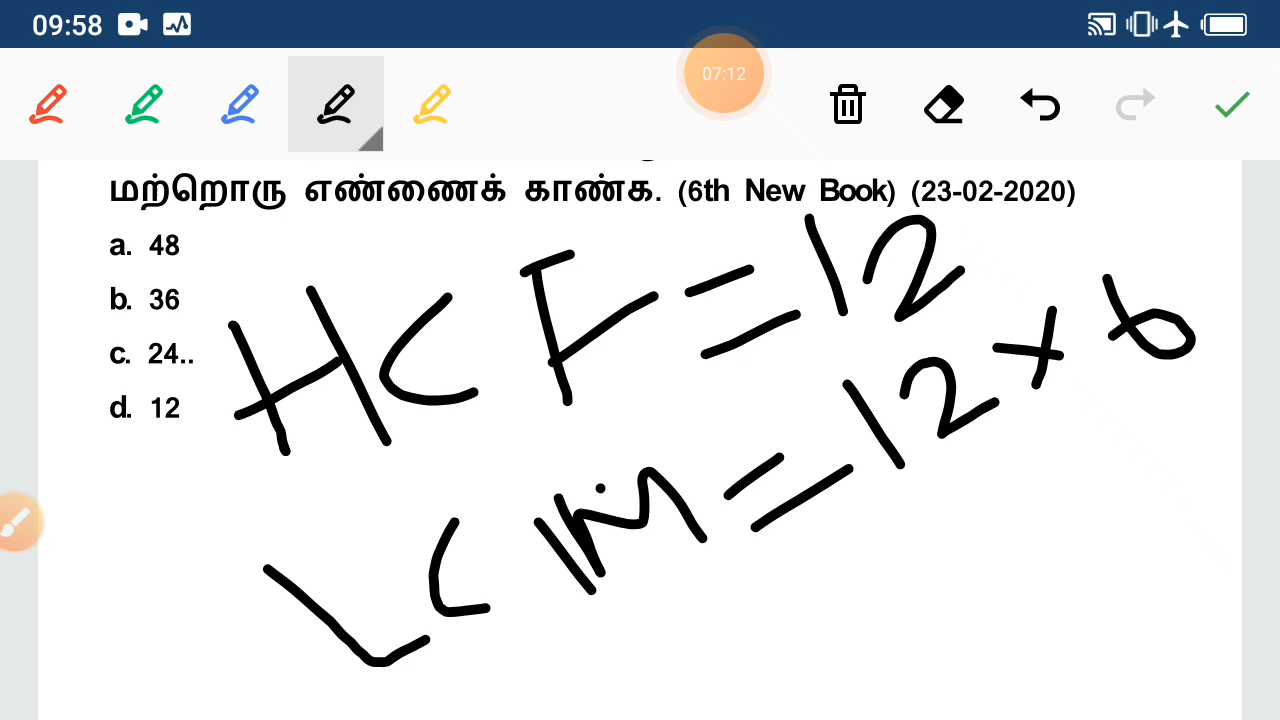 09:58
07:12
மற்றொரு எண்ணைக் காண்க. (6th New Book) (23-02-2020)
a. 48
b. 36
c. 24..
d. 12
HCF = 12
LCM = 12 × 6